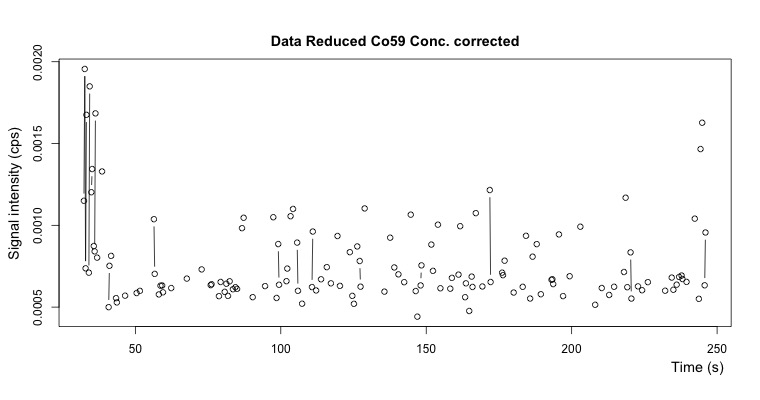 Data Reduced Co59 Conc. corrected
Signal intensity (cps)
0.0020
0.0015
0.0010
0.0005
50 100 150 200 250
Time (s)